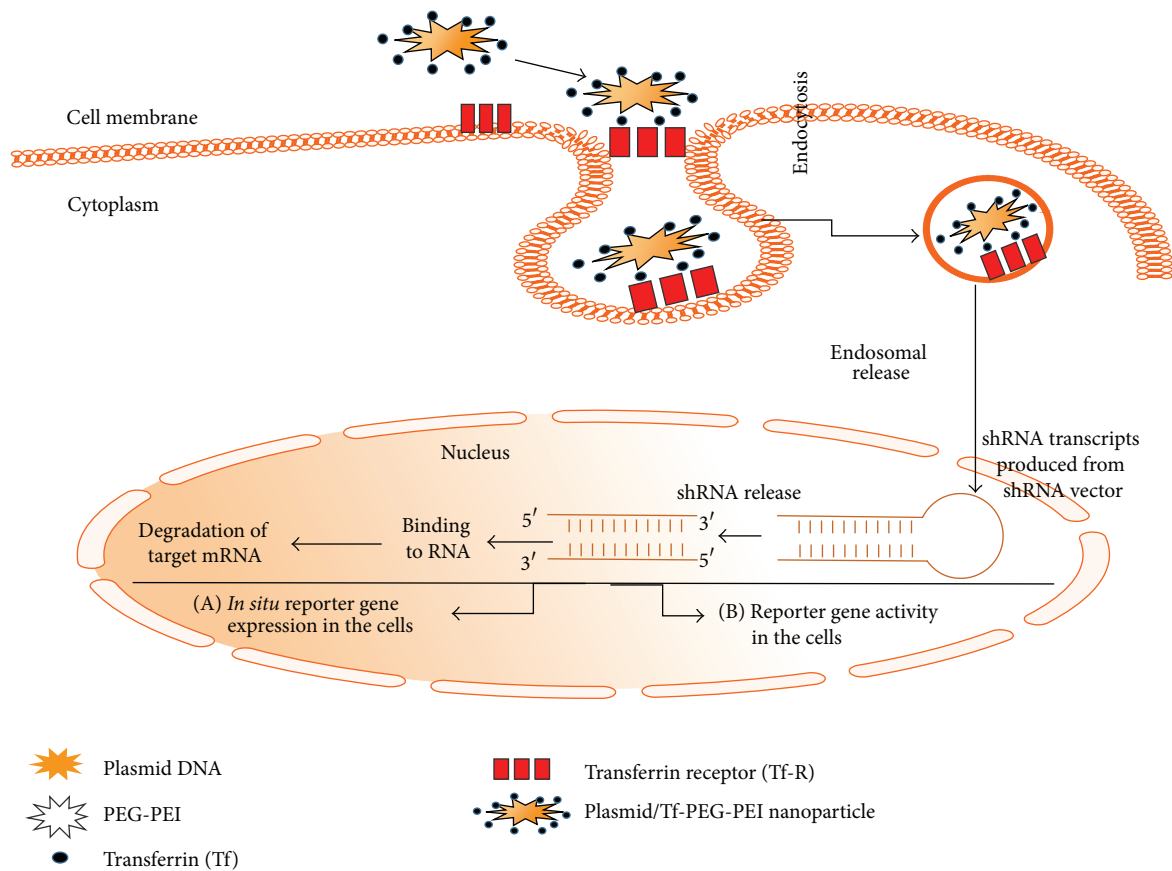 Cell membrane
Cytoplasm
Endocytosis
Endosomal
release
Nucleus
shRNA transcripts
produced from
shRNA vector
shRNA release
5′
3′
3′
5′
Binding
to RNA
Degradation of
target mRNA
(A) In situ reporter gene
expression in the cells
(B) Reporter gene activity
in the cells
Plasmid DNA
PEG-PEI
Transferrin (Tf)
Transferrin receptor (Tf-R)
Plasmid/Tf-PEG-PEI nanoparticle